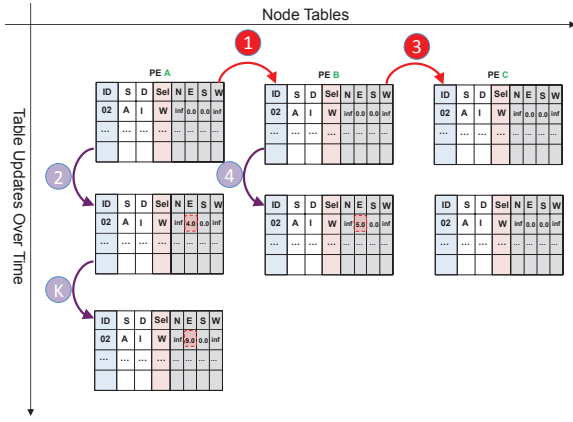 Node Tables
Table Updates Over Time
1
3
PE A
ID S D Sel N E S W
02 A I W inf 0.0 0.0 inf
... ... ... ... ... ... ... ...
PE B
ID S D Sel N E S W
02 A I W inf 0.0 0.0 inf
... ... ... ... ... ... ... ...
PE C
ID S D Sel N E S W
02 A I W inf 0.0 0.0 inf
... ... ... ... ... ... ... ...
2
4
ID S D Sel N E S W
02 A I W inf 4.0 0.0 inf
... ... ... ... ... ... ... ...
ID S D Sel N E S W
02 A I W inf 5.0 0.0 inf
... ... ... ... ... ... ... ...
ID S D Sel N E S W
02 A I W inf 0.0 0.0 inf
... ... ... ... ... ... ... ...
K
ID S D Sel N E S W
02 A I W inf 9.0 0.0 inf
... ... ... ... ... ... ... ...